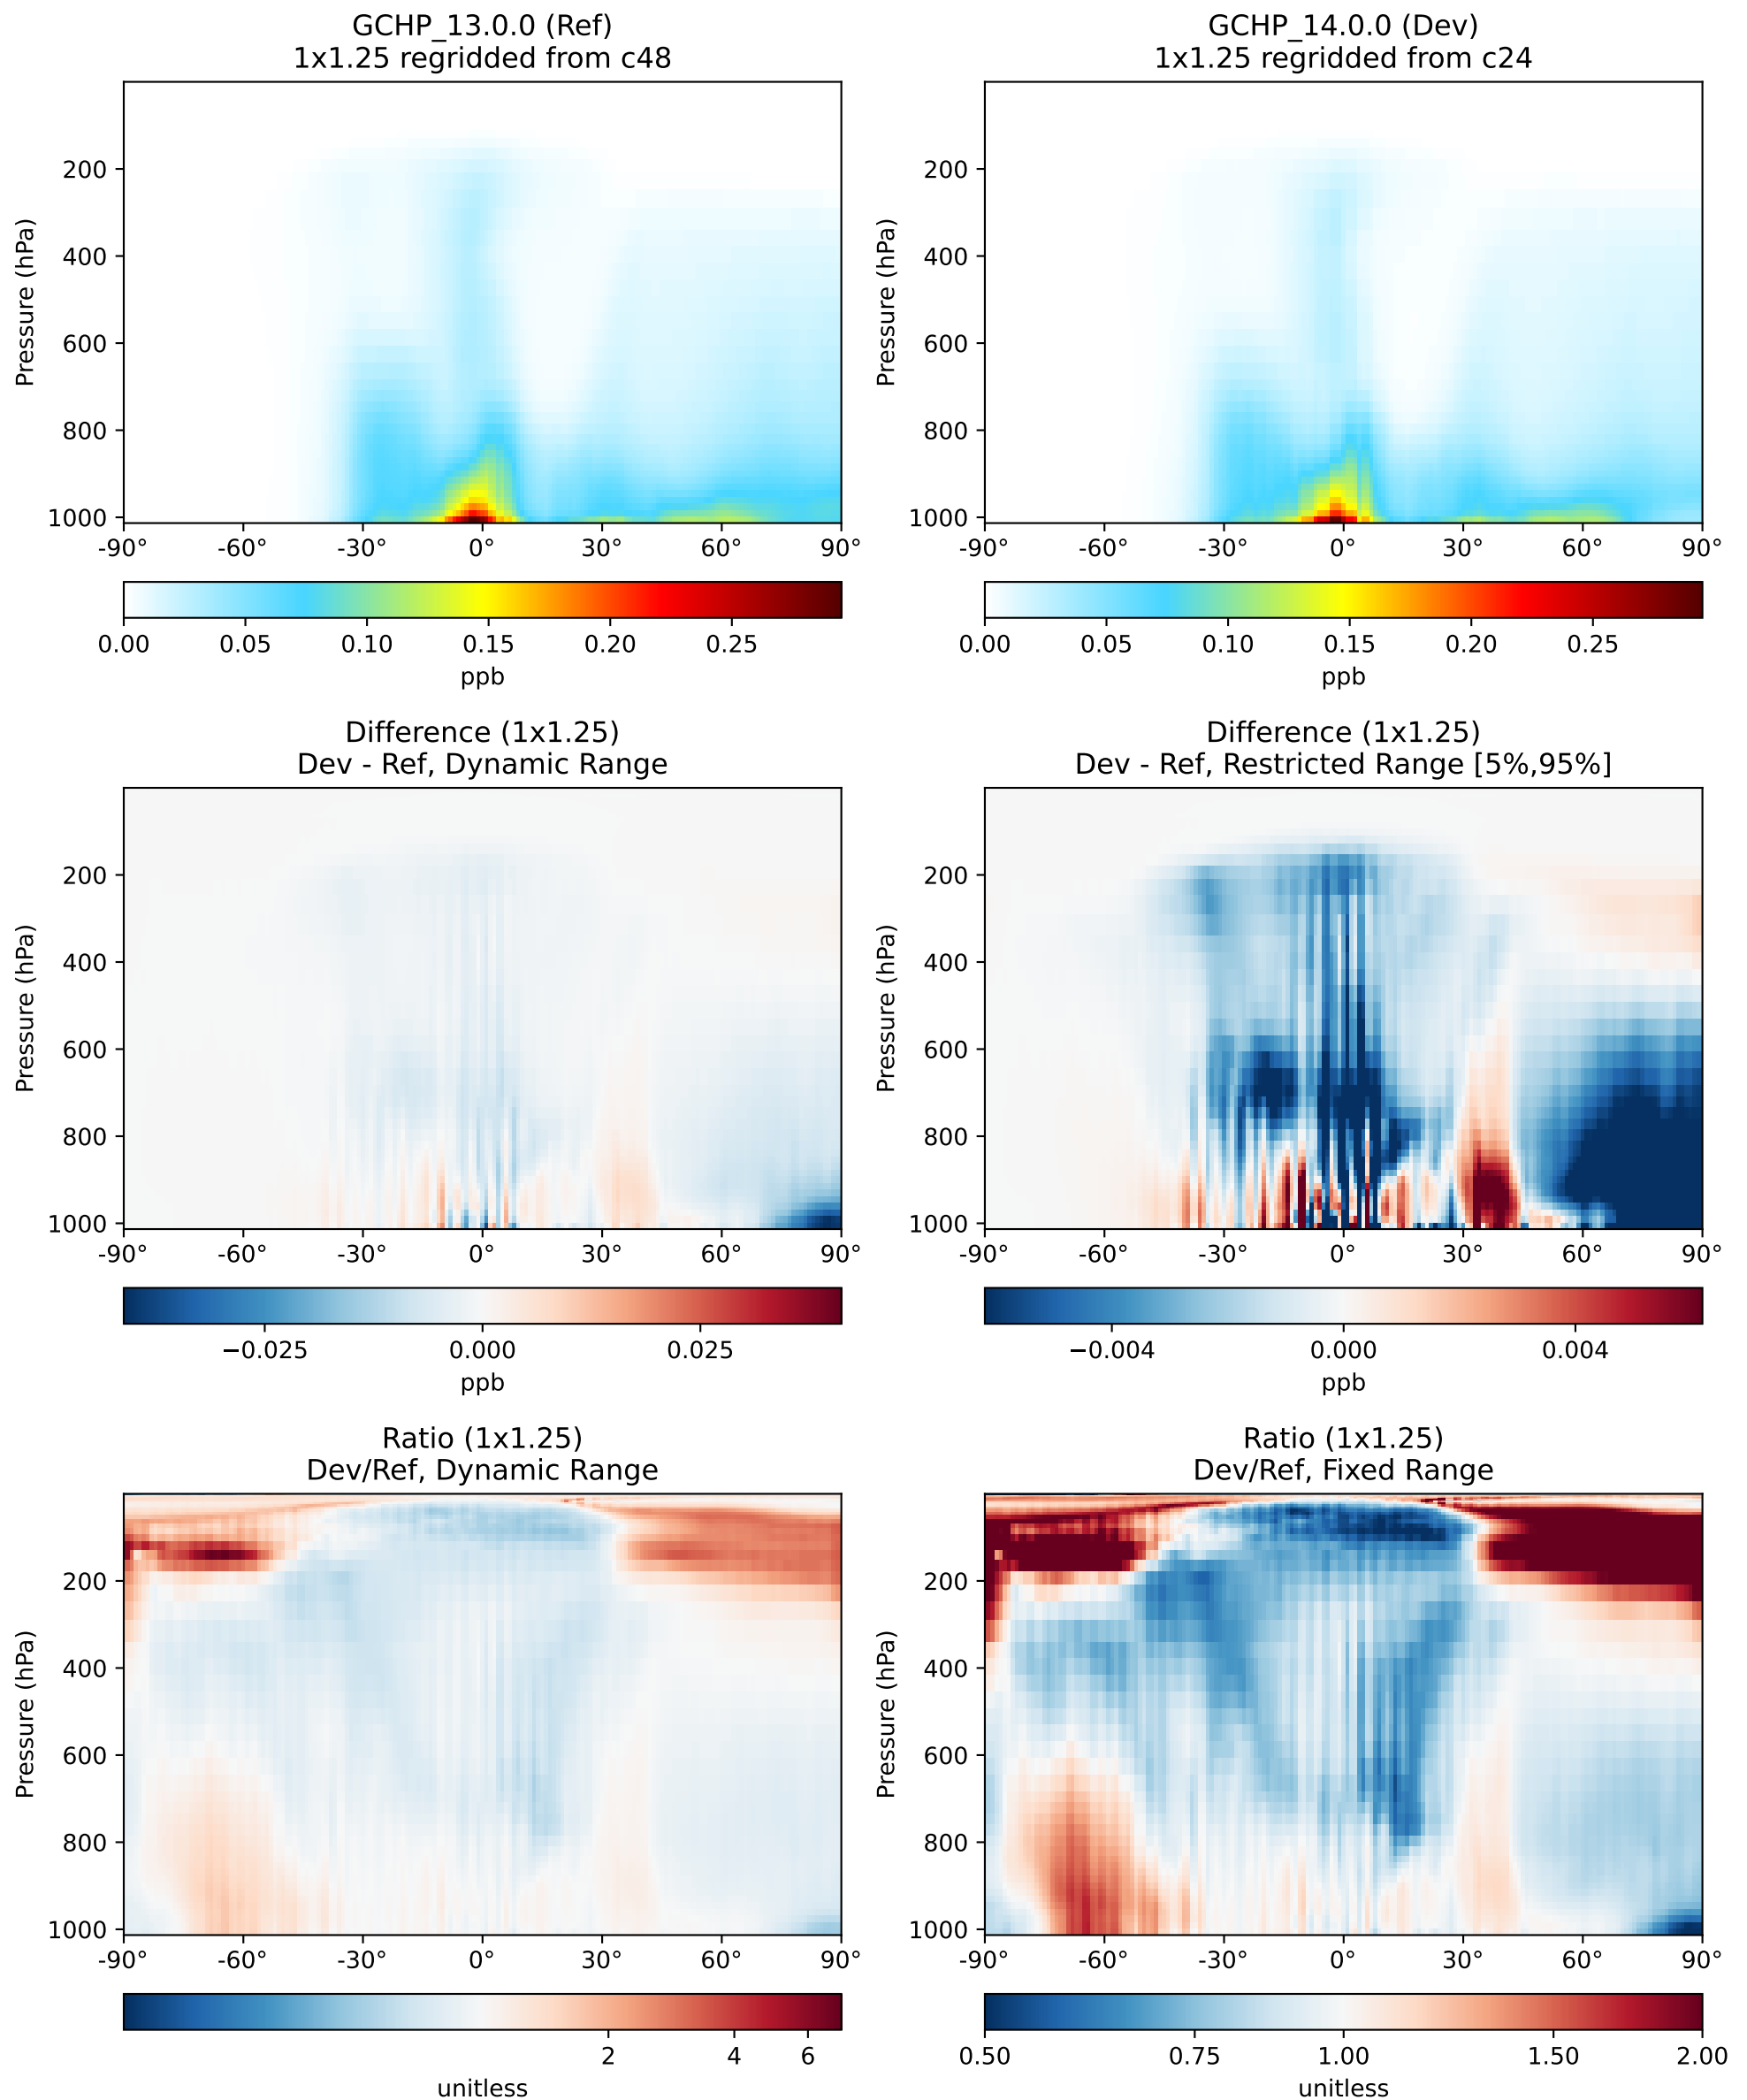 GCHP_13.0.0 (Ref)
1x1.25 regridded from c48
GCHP_14.0.0 (Dev)
1x1.25 regridded from c24
Pressure (hPa)
200
400
600
800
1000
-90° -60° -30° 0° 30° 60° 90°
0.00 0.05 0.10 0.15 0.20 0.25
ppb
Pressure (hPa)
200
400
600
800
1000
-90° -60° -30° 0° 30° 60° 90°
0.00 0.05 0.10 0.15 0.20 0.25
ppb
Difference (1x1.25)
Dev - Ref, Dynamic Range
Difference (1x1.25)
Dev - Ref, Restricted Range [5%,95%]
Pressure (hPa)
200
400
600
800
1000
-90° -60° -30° 0° 30° 60° 90°
−0.025 0.000 0.025
ppb
Pressure (hPa)
200
400
600
800
1000
-90° -60° -30° 0° 30° 60° 90°
−0.004 0.000 0.004
ppb
Ratio (1x1.25)
Dev/Ref, Dynamic Range
Ratio (1x1.25)
Dev/Ref, Fixed Range
Pressure (hPa)
200
400
600
800
1000
-90° -60° -30° 0° 30° 60° 90°
2 4 6
unitless
Pressure (hPa)
200
400
600
800
1000
-90° -60° -30° 0° 30° 60° 90°
0.50 0.75 1.00 1.50 2.00
unitless